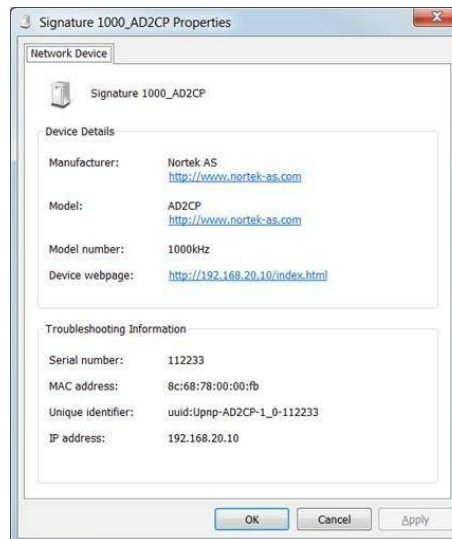 Signature 1000_AD2CP Properties
Network Device
Signature 1000_AD2CP
Device Details
Manufacturer: Nortek AS
http://www.nortek-as.com
Model: AD2CP
http://www.nortek-as.com
Model number: 1000kHz
Device webpage: http://192.168.20.10/index.html
Troubleshooting Information
Serial number: 112233
MAC address: 8c:68:78:00:00:fb
Unique identifier: uuid:Upnp-AD2CP-1_0-112233
IP address: 192.168.20.10
OK Cancel Apply